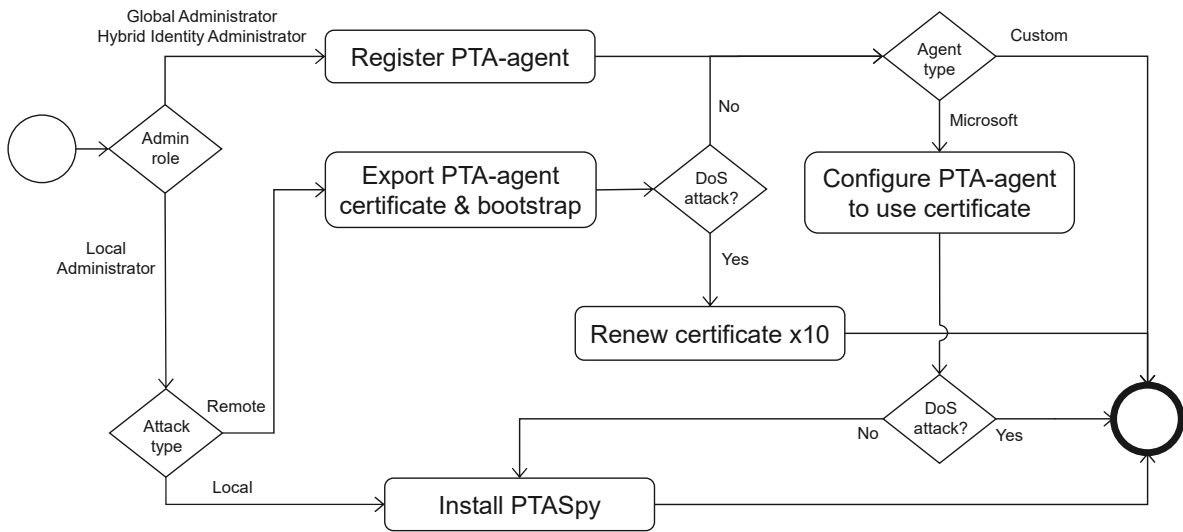 Global Administrator
Hybrid Identity Administrator
Register PTA-agent
Agent
type
Custom
Admin
role
No
Microsoft
Export PTA-agent
certificate & bootstrap
DoS
attack?
Configure PTA-agent
to use certificate
Local
Administrator
Yes
Renew certificate x10
Attack
type
Remote
DoS
attack?
No
Yes
Local
Install PTASpy